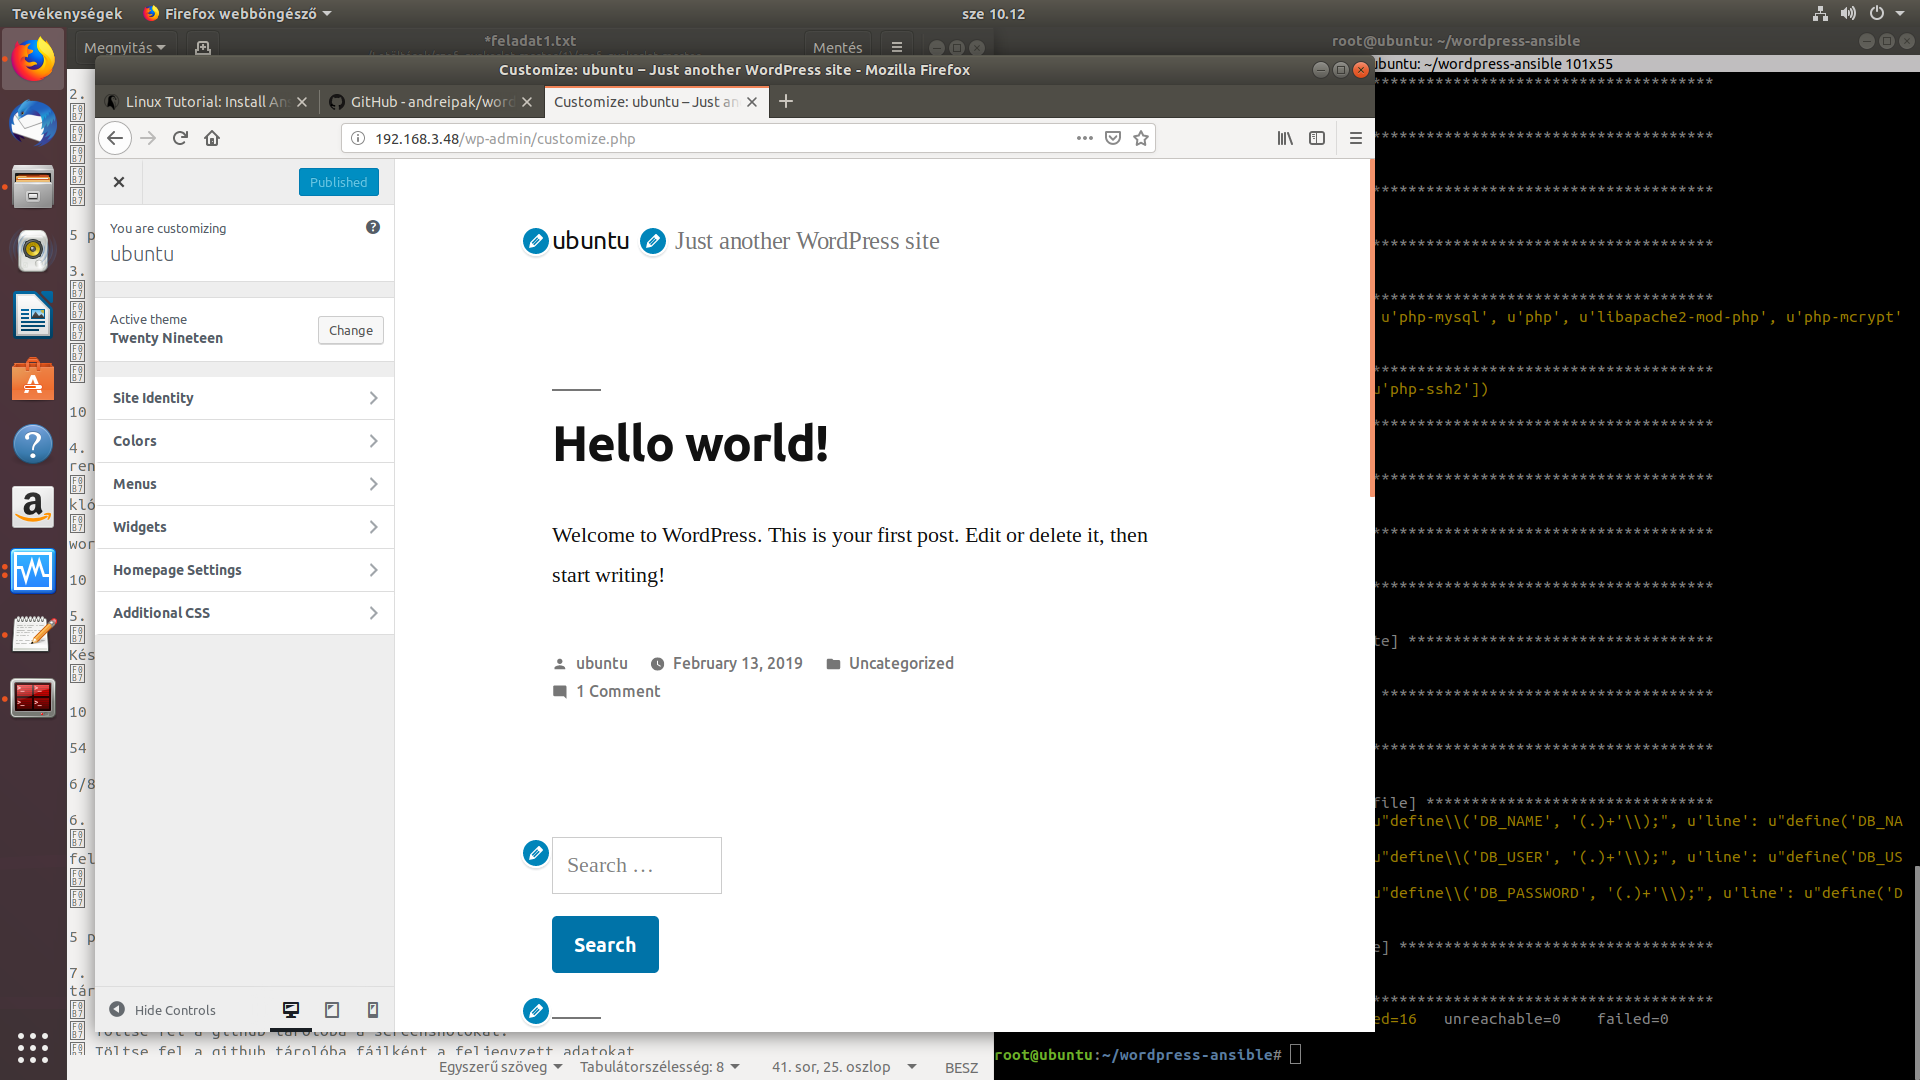 Tevékenységek
Firefox webböngésző
sze 10.12
Megnyitás
*feladat1.txt
Mentés
root@ubuntu: ~/wordpress-ansible
Customize: ubuntu – Just another WordPress site - Mozilla Firefox
ubuntu: ~/wordpress-ansible 101x55
Linux Tutorial: Install An
GitHub - andreipak/word
Customize: ubuntu – Just an
192.168.3.48/wp-admin/customize.php
Published
You are customizing
ubuntu
Active theme
Twenty Nineteen
Change
Site Identity
Colors
Menus
Widgets
Homepage Settings
Additional CSS
Hide Controls
ubuntu
Just another WordPress site
Hello world!
Welcome to WordPress. This is your first post. Edit or delete it, then
start writing!
ubuntu
February 13, 2019
Uncategorized
1 Comment
Search …
Search
2.
5 p
3.
10
4.
ren
kló
wor
10
5.
Kés
10
54
6/8
6.
fel
5 p
7.
tár
Töltse fel a github tárolóba a screenshotokat.
Töltse fel a github tárolóba fájlként a feljegyzett adatokat
Egyszerű szöveg
Tabulátorszélesség: 8
41. sor, 25. oszlop
BESZ
**************************************
**************************************
**************************************
**************************************
**************************************
u'php-mysql', u'php', u'libapache2-mod-php', u'php-mcrypt'
**************************************
u'php-ssh2'])
**************************************
**************************************
**************************************
**************************************
te] **********************************
*************************************
**************************************
file] ********************************
u"define\\('DB_NAME', '(.)+'\\);", u'line': u"define('DB_NA
u"define\\('DB_USER', '(.)+'\\);", u'line': u"define('DB_US
u"define\\('DB_PASSWORD', '(.)+'\\);", u'line': u"define('D
e] ***********************************
**************************************
ed=16 unreachable=0 failed=0
root@ubuntu:~/wordpress-ansible#